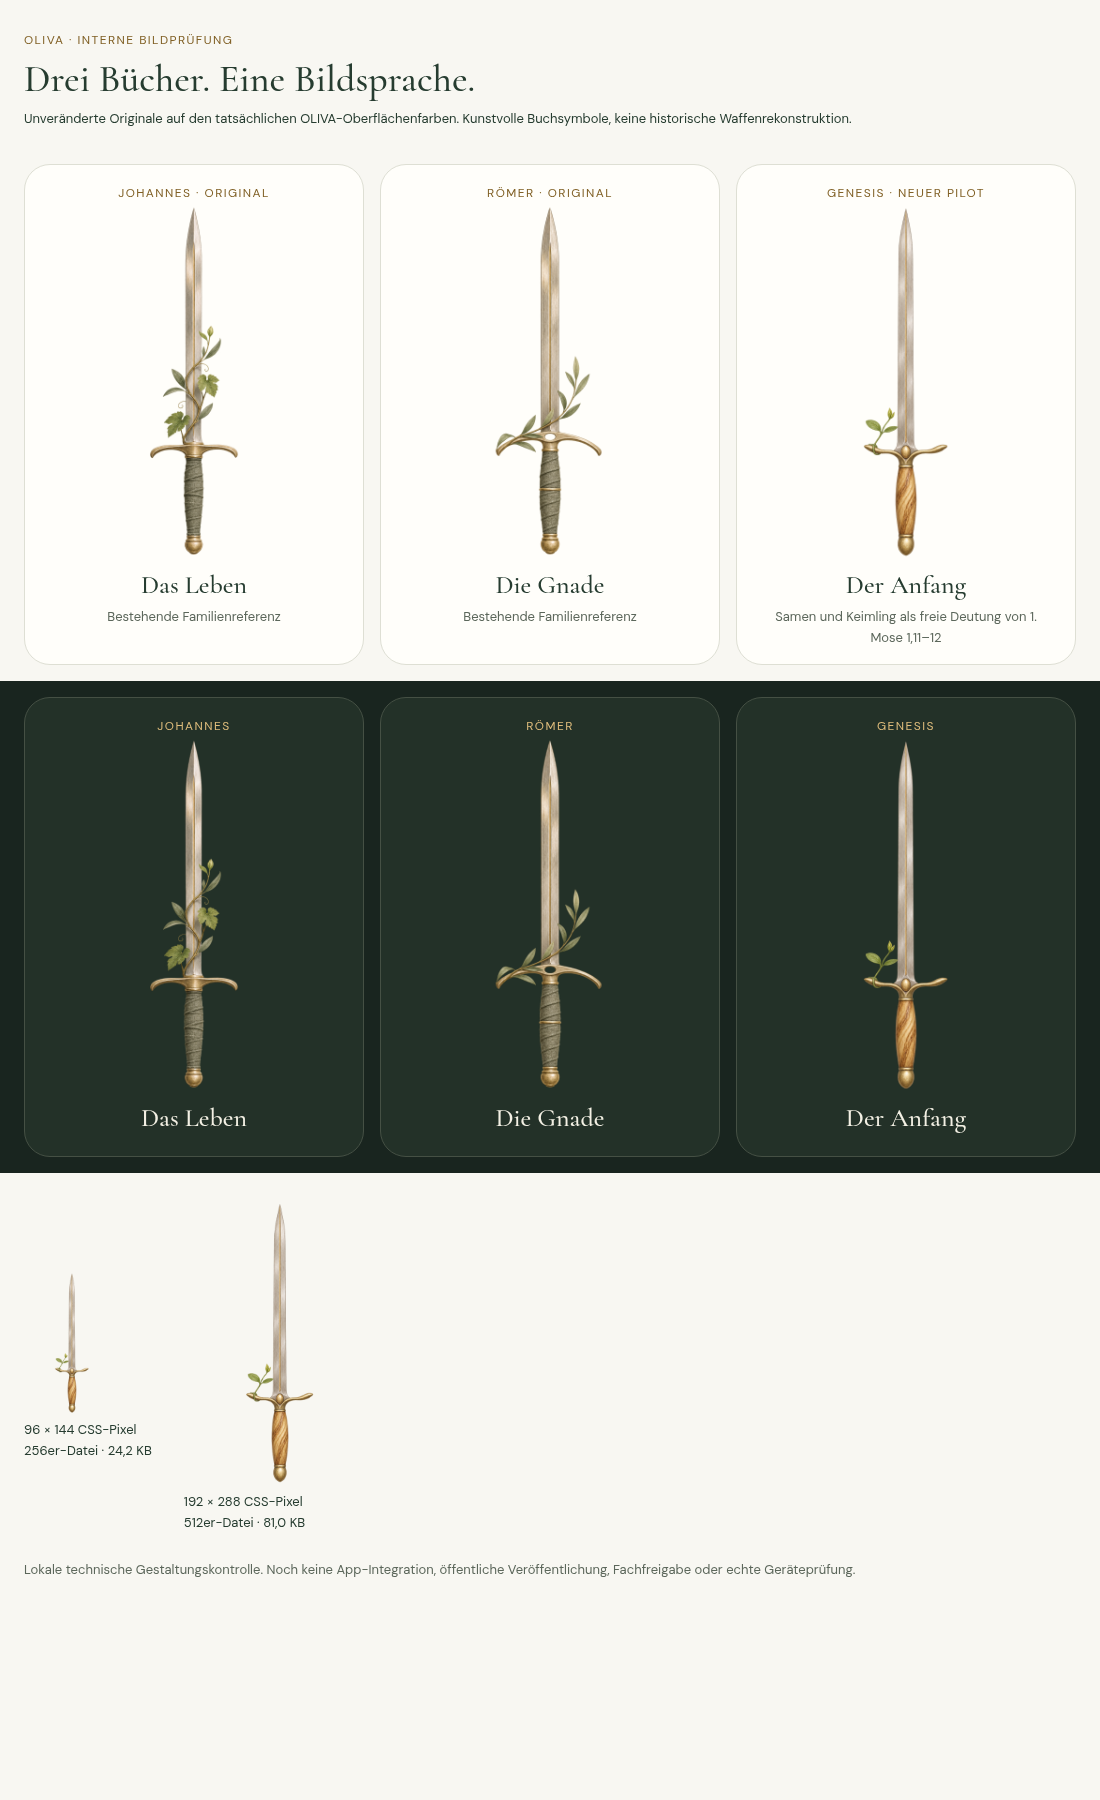 OLIVA · INTERNE BILDPRÜFUNG
Drei Bücher. Eine Bildsprache.
Unveränderte Originale auf den tatsächlichen OLIVA-Oberflächenfarben. Kunstvolle Buchsymbole, keine historische Waffenrekonstruktion.
JOHANNES · ORIGINAL
Das Leben
Bestehende Familienreferenz
RÖMER · ORIGINAL
Die Gnade
Bestehende Familienreferenz
GENESIS · NEUER PILOT
Der Anfang
Samen und Keimling als freie Deutung von 1.
Mose 1,11–12
JOHANNES
Das Leben
RÖMER
Die Gnade
GENESIS
Der Anfang
96 × 144 CSS-Pixel
256er-Datei · 24,2 KB
192 × 288 CSS-Pixel
512er-Datei · 81,0 KB
Lokale technische Gestaltungskontrolle. Noch keine App-Integration, öffentliche Veröffentlichung, Fachfreigabe oder echte Geräteprüfung.